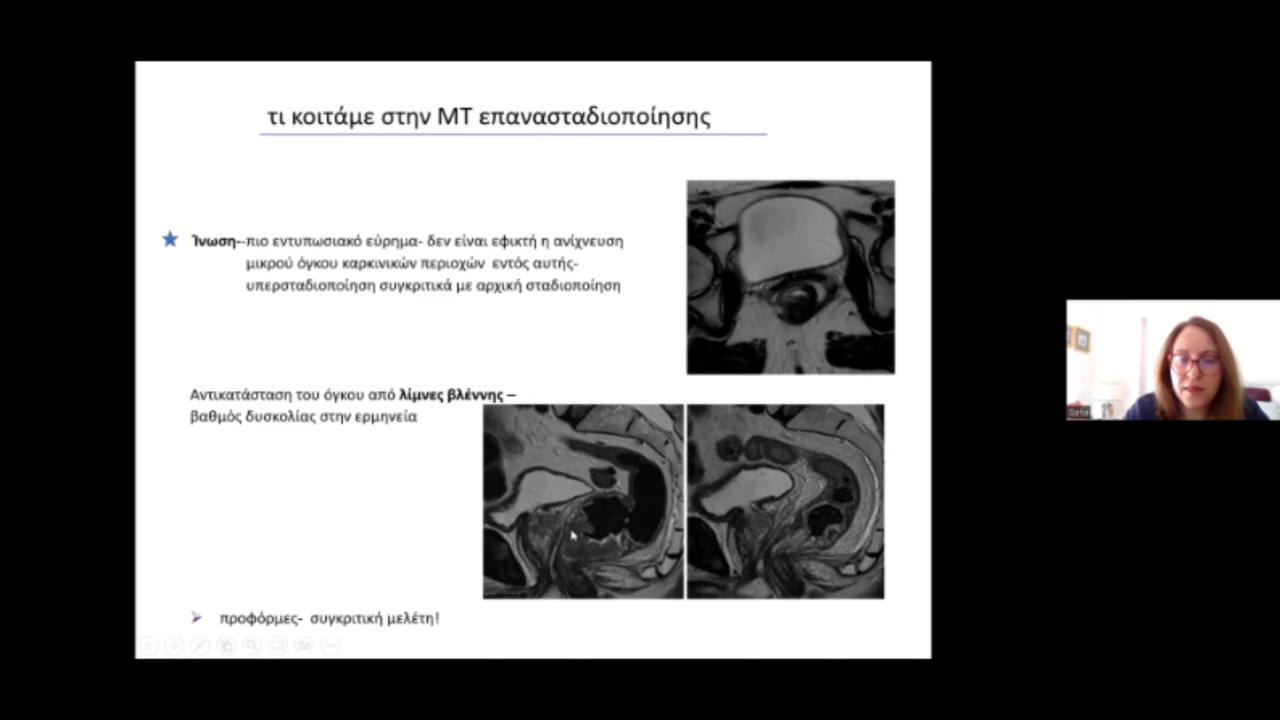 τι κοιτάμε στην ΜΤ επανασταδιοποίησης
Ίνωση--πιο εντυπωσιακό εύρημα- δεν είναι εφικτή η ανίχνευση
μικρού όγκου καρκινικών περιοχών εντός αυτής-
υπερσταδιοποίηση συγκριτικά με αρχική σταδιοποίηση
Αντικατάσταση του όγκου από λίμνες βλέννης –
βαθμός δυσκολίας στην ερμηνεία
προφόρμες- συγκριτική μελέτη!